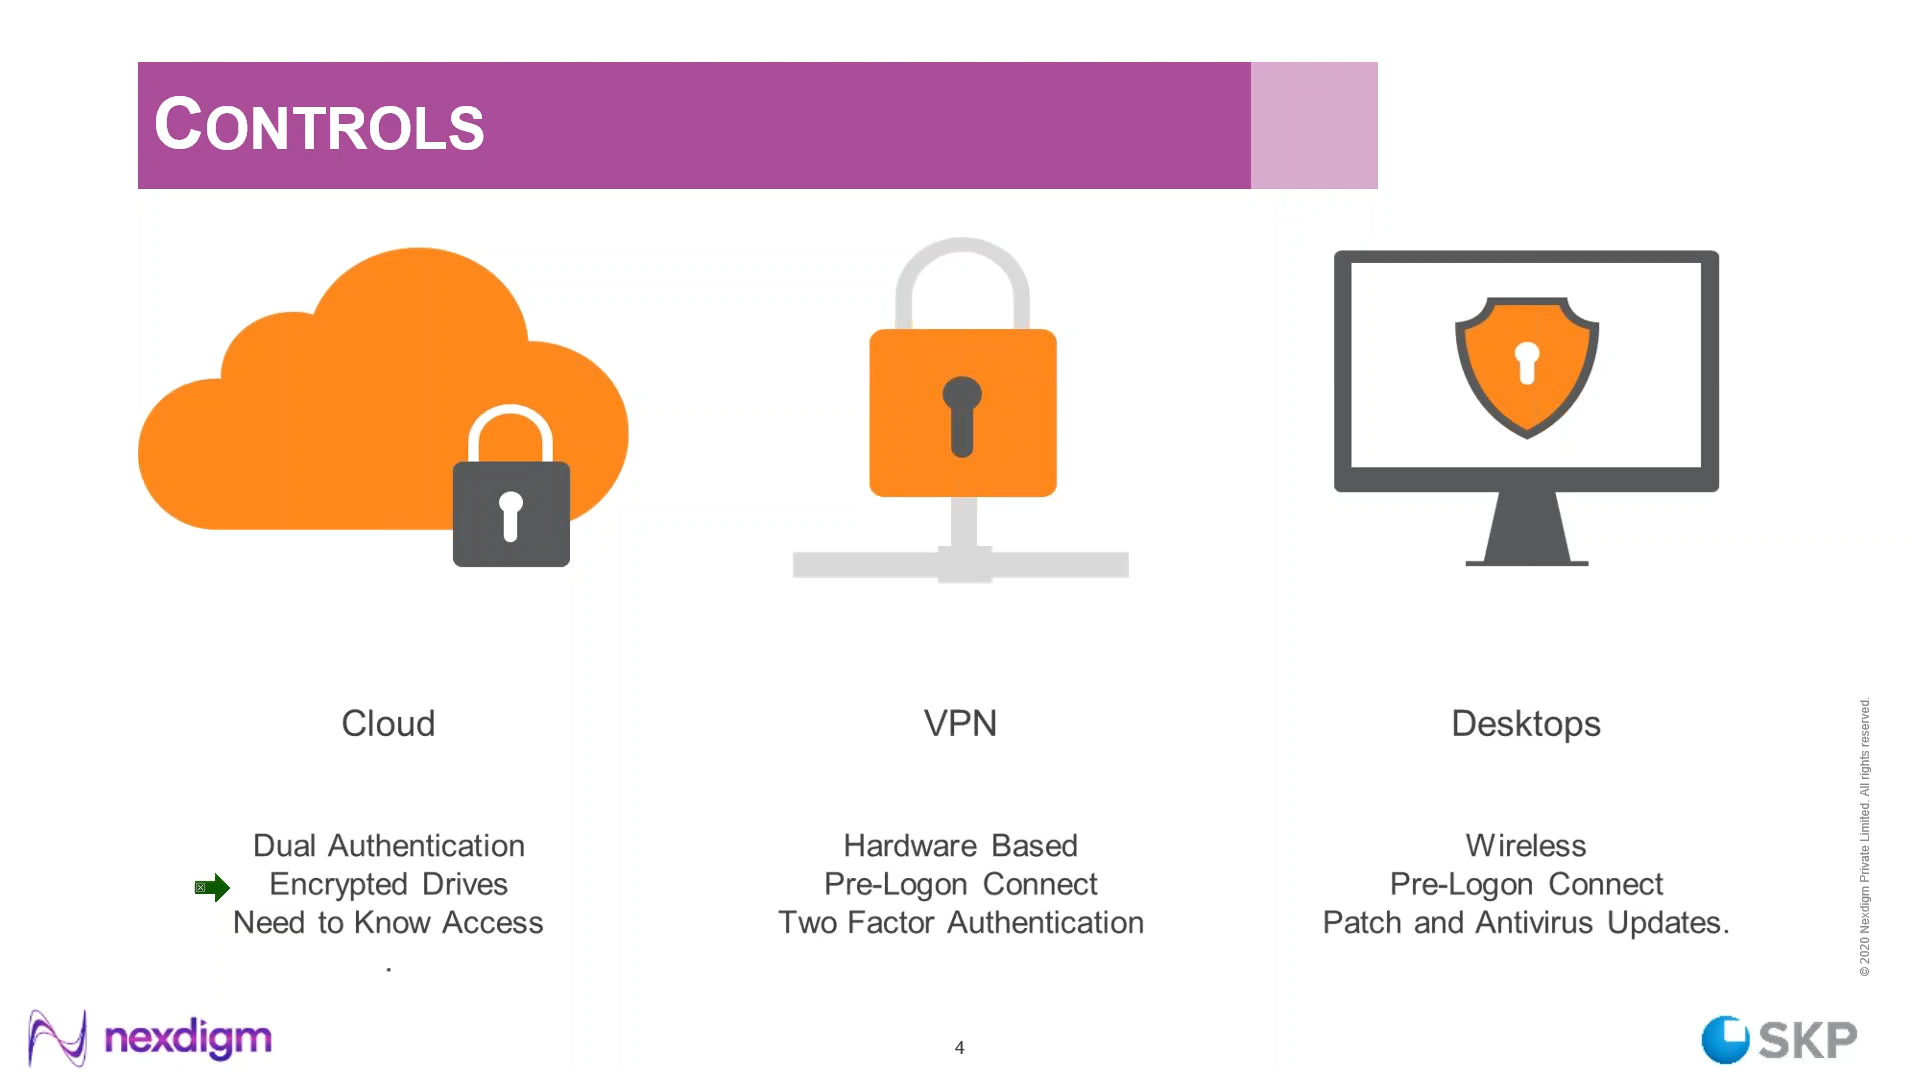 CONTROLS
Cloud
Dual Authentication
Encrypted Drives
Need to Know Access
.
VPN
Hardware Based
Pre-Logon Connect
Two Factor Authentication
Desktops
Wireless
Pre-Logon Connect
Patch and Antivirus Updates.
© 2020 Nexdigm Private Limited. All rights reserved.
nexdigm
4
SKP